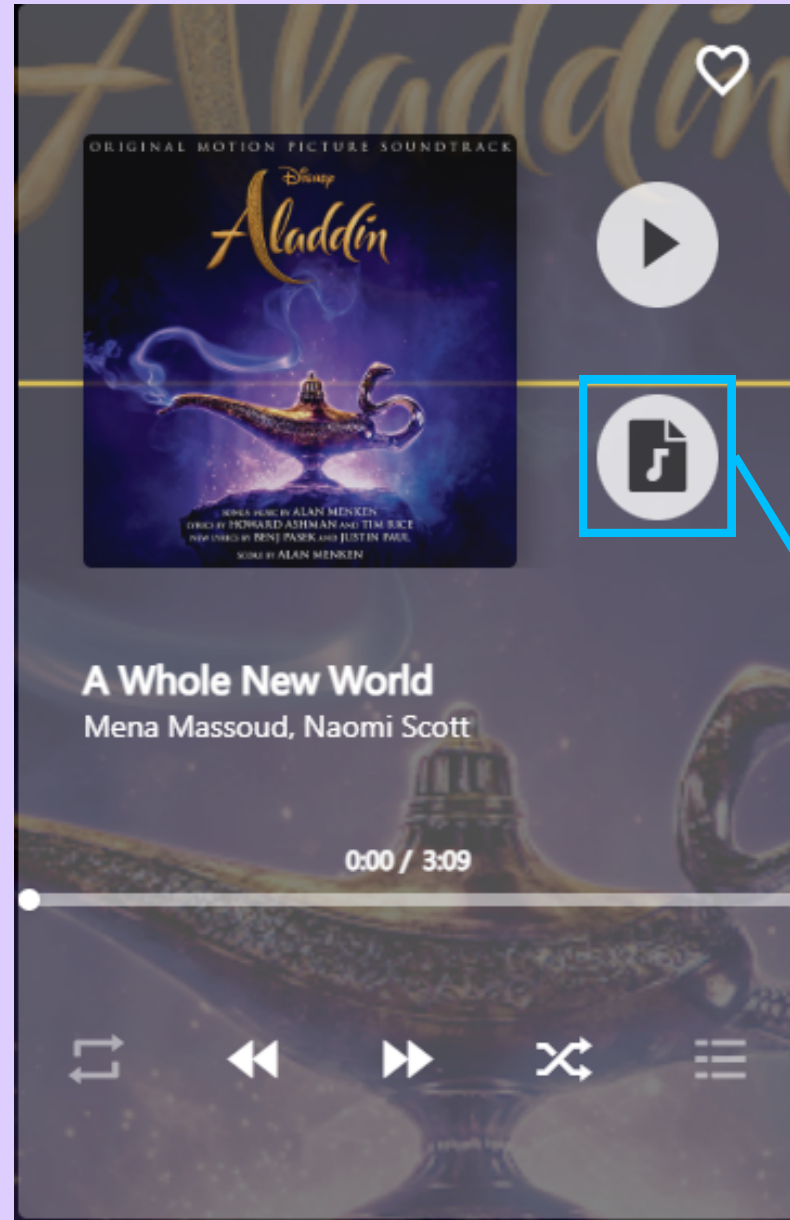 Aladdin
ORIGINAL MOTION PICTURE SOUNDTRACK
Disney
Aladdin
SONGS MUSIC BY ALAN MENKEN
LYRICS BY HOWARD ASHMAN AND TIM RICE
NEW LYRICS BY BENJ PASEK AND JUSTIN PAUL
SCORE BY ALAN MENKEN
A Whole New World
Mena Massoud, Naomi Scott
0:00 / 3:09